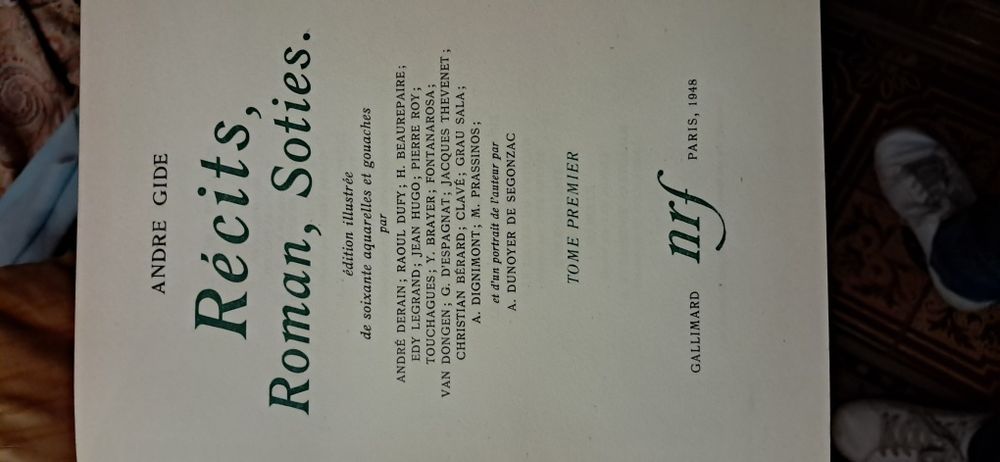 ANDRE GIDE
Récits,
Roman, Soties.
édition illustrée
de soixante aquarelles et gouaches
par
ANDRÉ DERAIN ; RAOUL DUFY ; H. BEAUREPAIRE ;
EDY LEGRAND ; JEAN HUGO ; PIERRE ROY ;
TOUCHAGUES ; Y. BRAYER ; FONTANAROSA ;
VAN DONGEN ; G. D'ESPAGNAT ; JACQUES THEVENET ;
CHRISTIAN BÉRARD ; CLAVÉ ; GRAU SALA ;
A. DIGNIMONT ; M. PRASSINOS ;
et d'un portrait de l'auteur par
A. DUNOYER DE SEGONZAC
TOME PREMIER
nrf
GALLIMARD PARIS, 1948